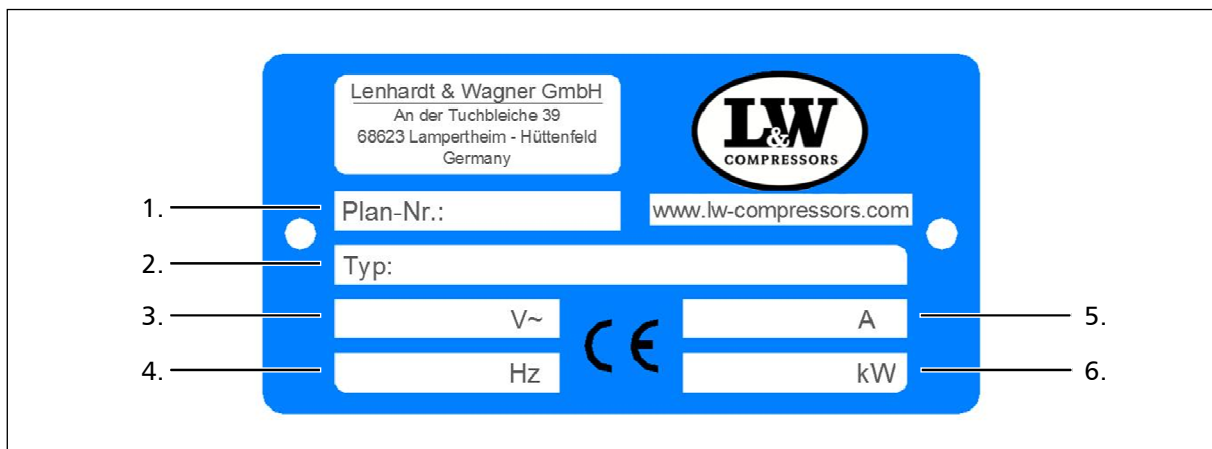 Lenhardt & Wagner GmbH
An der Tuchbleiche 39
68623 Lampertheim - Hüttenfeld
Germany
L&W
COMPRESSORS
1.
Plan-Nr.:
www.lw-compressors.com
2.
Typ:
3.
V~
CE
A
5.
4.
Hz
kW
6.